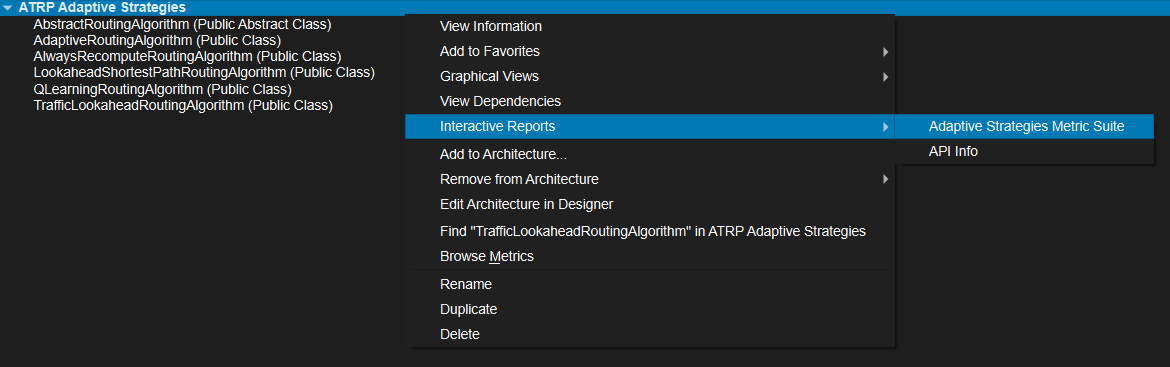 ATRP Adaptive Strategies
AbstractRoutingAlgorithm (Public Abstract Class)
AdaptiveRoutingAlgorithm (Public Class)
AlwaysRecomputeRoutingAlgorithm (Public Class)
LookaheadShortestPathRoutingAlgorithm (Public Class)
QLearningRoutingAlgorithm (Public Class)
TrafficLookaheadRoutingAlgorithm (Public Class)
View Information
Add to Favorites
Graphical Views
View Dependencies
Interactive Reports
Add to Architecture...
Remove from Architecture
Edit Architecture in Designer
Find "TrafficLookaheadRoutingAlgorithm" in ATRP Adaptive Strategies
Browse Metrics
Rename
Duplicate
Delete
Adaptive Strategies Metric Suite
API Info